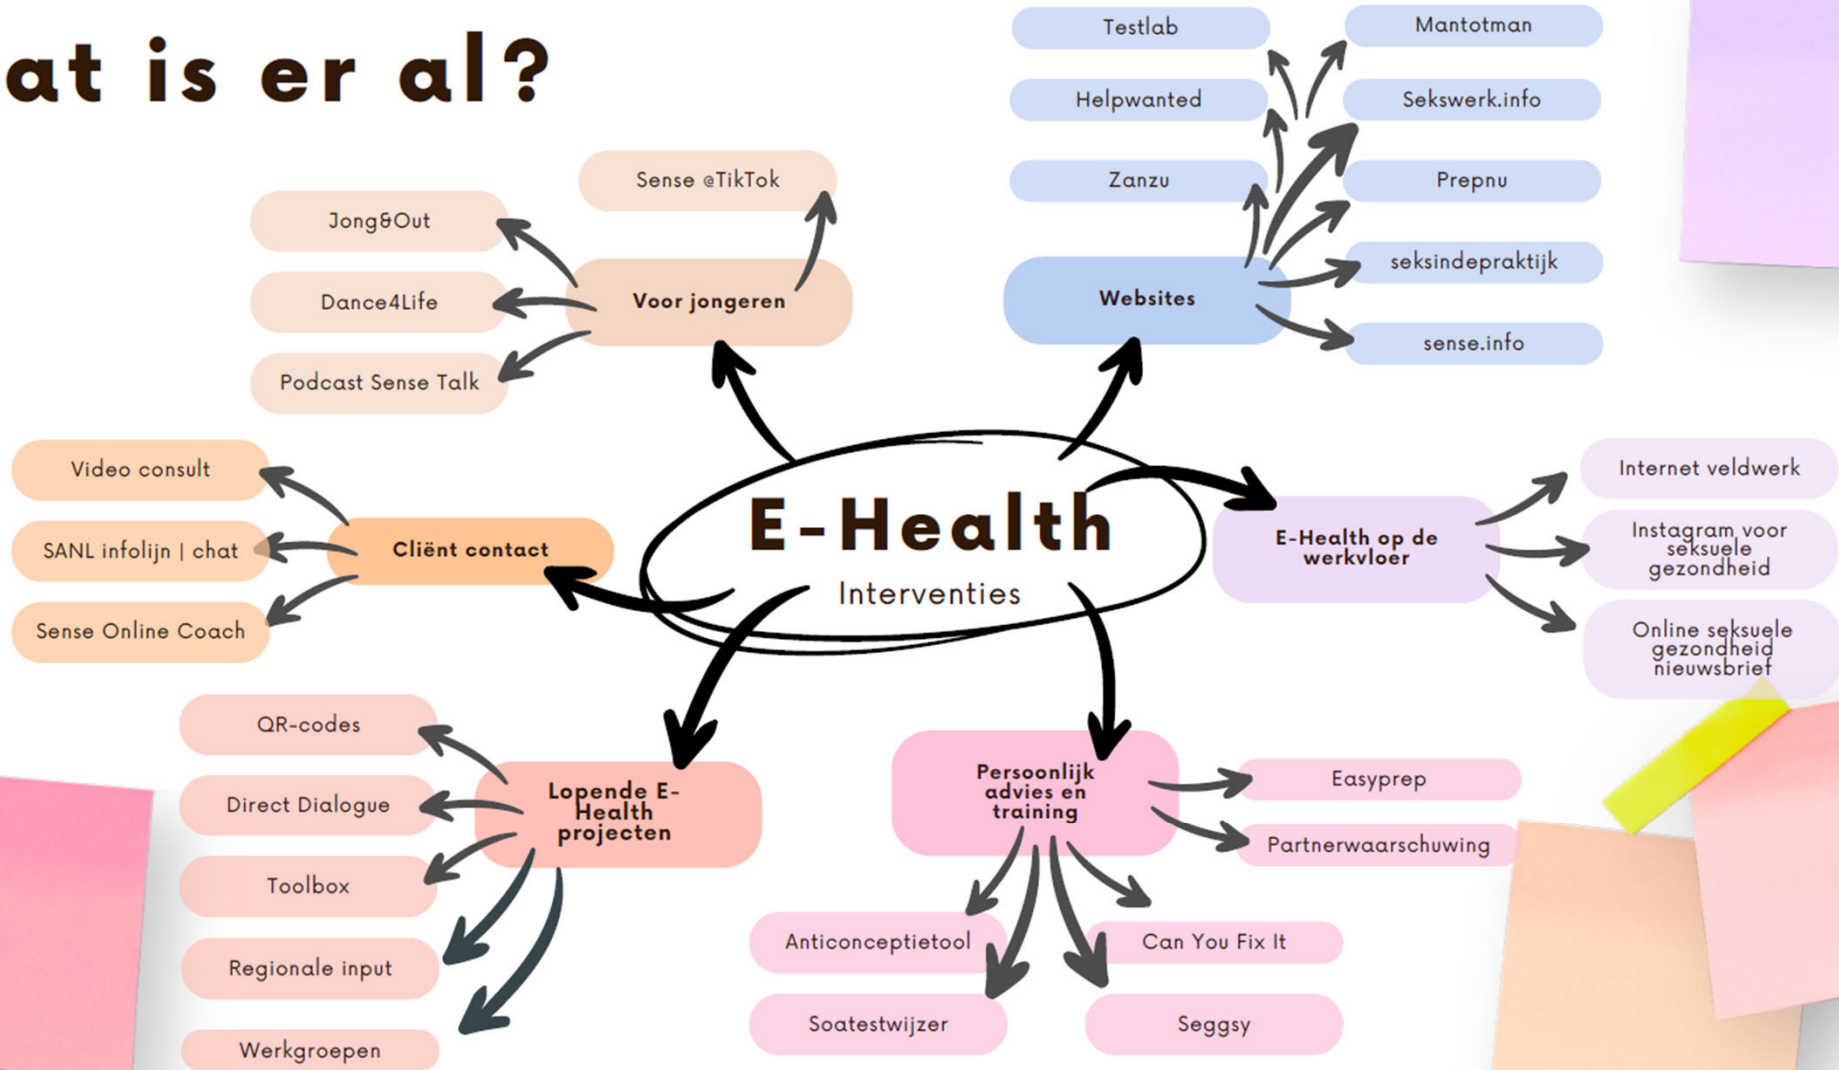 at is er al?
Testlab
Mantotman
Helpwanted
Sekswerk.info
Zanzu
Prepnu
seksindepraktijk
Websites
sense.info
Sense @TikTok
Jong&Out
Dance4Life
Voor jongeren
Podcast Sense Talk
Video consult
SANL infolijn | chat
Cliënt contact
Sense Online Coach
E-Health
Interventies
E-Health op de
werkvloer
Internet veldwerk
Instagram voor
seksuele
gezondheid
Online seksuele
gezondheid
nieuwsbrief
QR-codes
Direct Dialogue
Lopende E-
Health
projecten
Toolbox
Regionale input
Werkgroepen
Persoonlijk
advies en
training
Easyprep
Partnerwaarschuwing
Anticonceptietool
Can You Fix It
Soatestwijzer
Seggsy